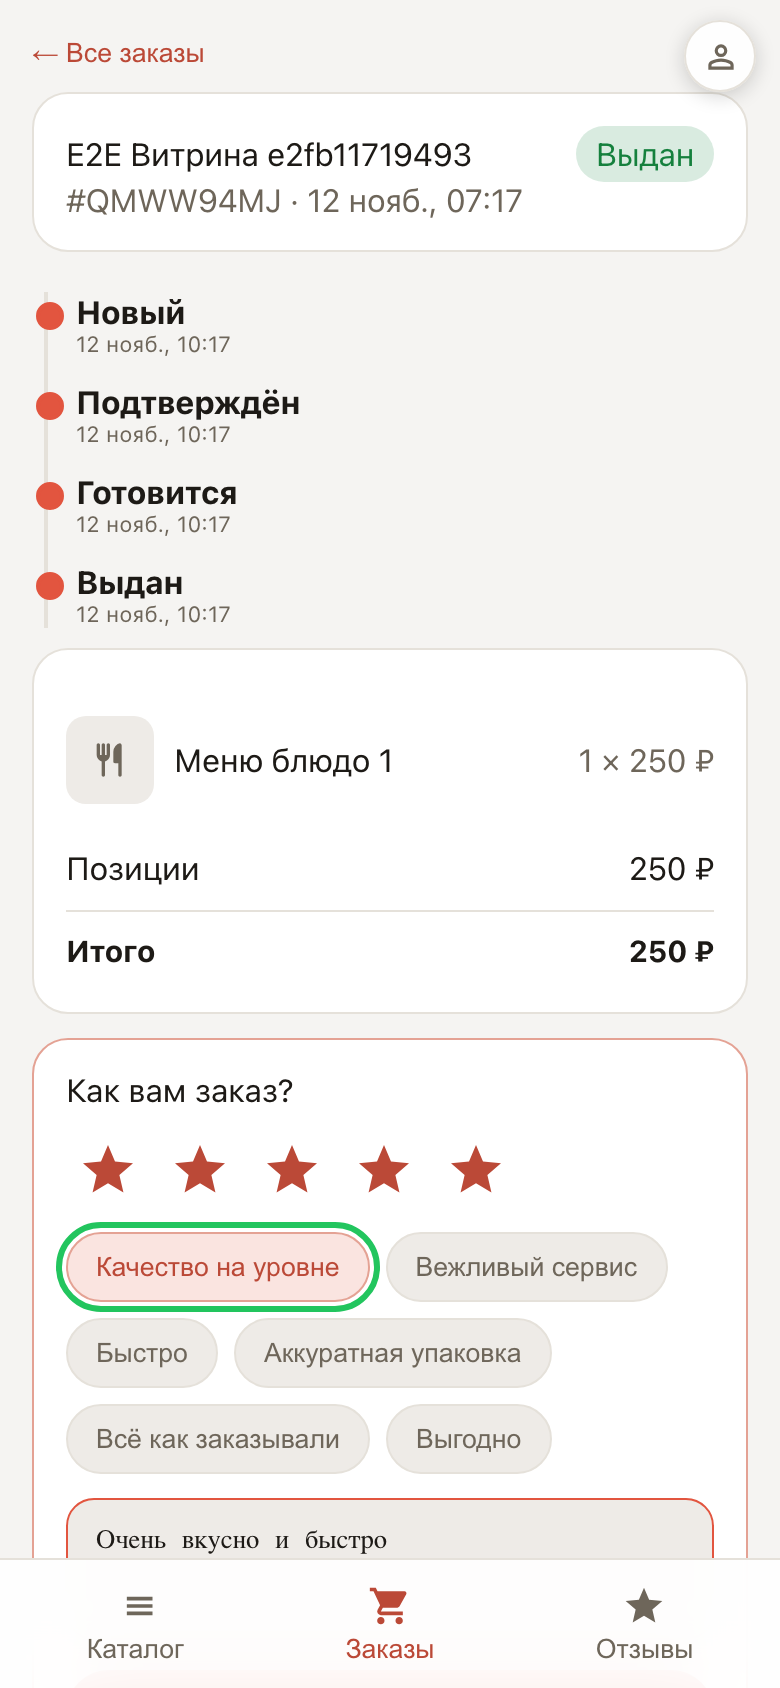 ← Все заказы
E2E Витрина e2fb11719493
Выдан
#QMWW94MJ · 12 нояб., 07:17
Новый
12 нояб., 10:17
Подтверждён
12 нояб., 10:17
Готовится
12 нояб., 10:17
Выдан
12 нояб., 10:17
Меню блюдо 1 1 × 250 ₽
Позиции 250 ₽
Итого 250 ₽
Как вам заказ?
Качество на уровне Вежливый сервис
Быстро Аккуратная упаковка
Всё как заказывали Выгодно
Очень вкусно и быстро
Каталог Заказы Отзывы